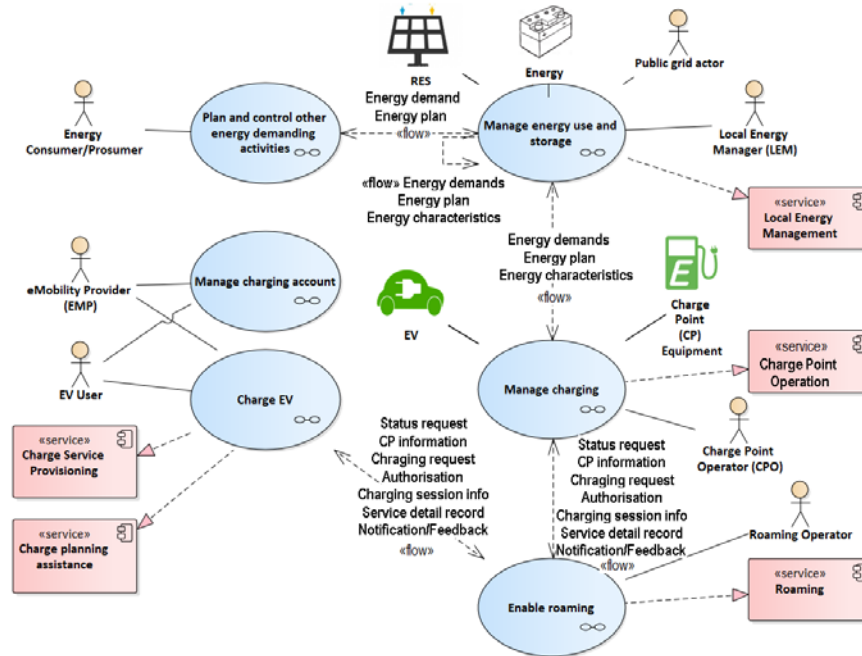 RES
Energy
Public grid actor
Energy demand
Energy plan
«flow»
Plan and control other
energy demanding
activities
Manage energy use and
storage
Energy
Consumer/Prosumer
Local Energy
Manager (LEM)
«flow» Energy demands
Energy plan
Energy characteristics
«service»
Local Energy
Management
Energy demands
Energy plan
Energy characteristics
«flow»
eMobility Provider
(EMP)
Manage charging account
EV
Charge
Point
(CP)
Equipment
«service»
Charge Point
Operation
EV User
Charge EV
Manage charging
Charge Point
Operator (CPO)
«service»
Charge Service
Provisioning
Status request
CP information
Chraging request
Authorisation
Charging session info
Service detail record
Notification/Feedback
«flow»
Status request
CP information
Chraging request
Authorisation
Charging session info
Service detail record
Notification/Feedback
«flow»
Roaming Operator
«service»
Charge planning
assistance
Enable roaming
«service»
Roaming